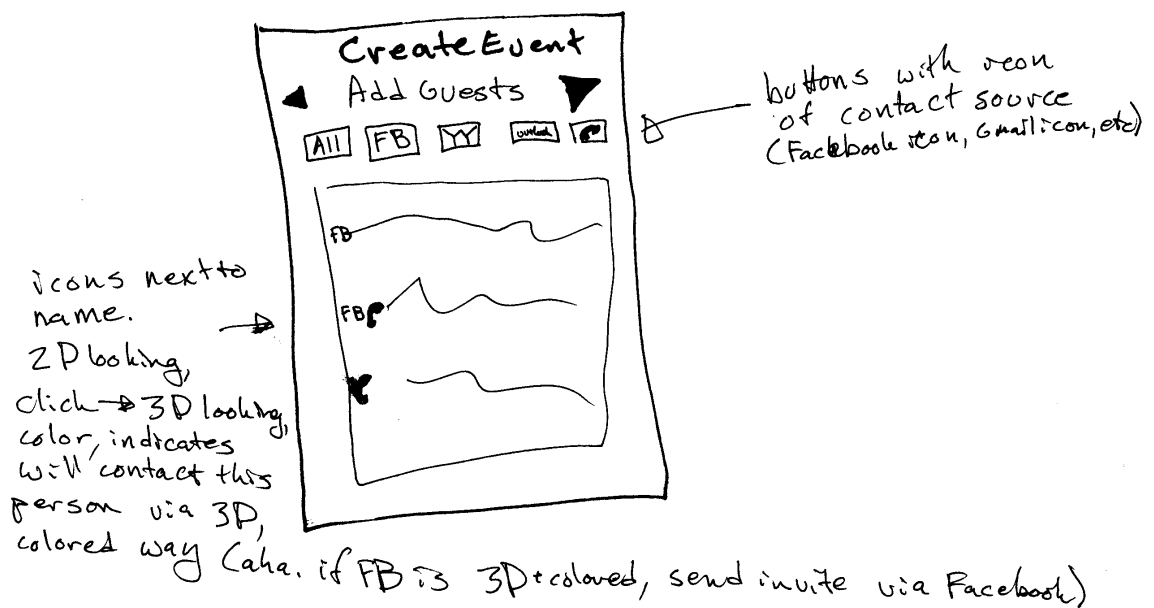 Create Event
Add Guests
All FB outlook
FB
FB
buttons with icon
of contact source
(Facebook icon, Gmail icon, etc)
icons next to
name.
2D looking,
click → 3D looking,
color, indicates
will contact this
person via 3D,
colored way (aka. if FB is 3D + colored, send invite via Facebook)